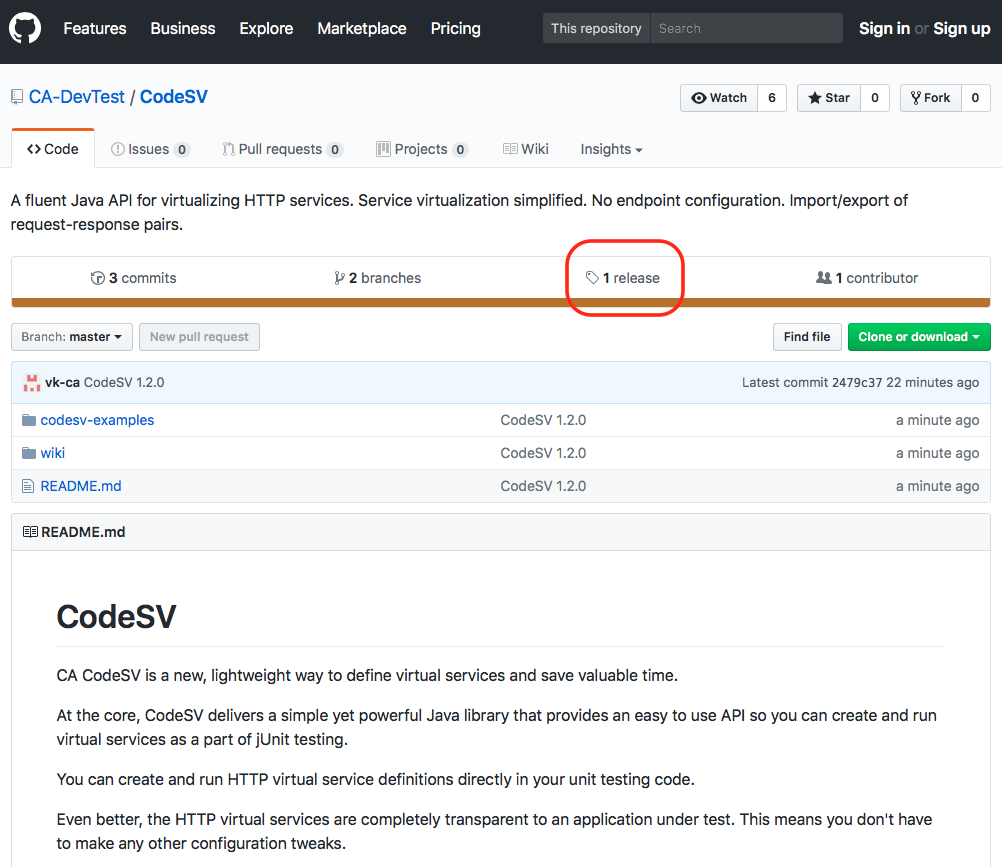 Features Business Explore Marketplace Pricing This repository Search Sign in or Sign up
CA-DevTest / CodeSV Watch 6 Star 0 Fork 0
Code Issues 0 Pull requests 0 Projects 0 Wiki Insights
A fluent Java API for virtualizing HTTP services. Service virtualization simplified. No endpoint configuration. Import/export of
request-response pairs.
3 commits 2 branches 1 release 1 contributor
Branch: master New pull request Find file Clone or download
vk-ca CodeSV 1.2.0 Latest commit 2479c37 22 minutes ago
codesv-examples CodeSV 1.2.0 a minute ago
wiki CodeSV 1.2.0 a minute ago
README.md CodeSV 1.2.0 a minute ago
README.md
CodeSV
CA CodeSV is a new, lightweight way to define virtual services and save valuable time.
At the core, CodeSV delivers a simple yet powerful Java library that provides an easy to use API so you can create and run
virtual services as a part of jUnit testing.
You can create and run HTTP virtual service definitions directly in your unit testing code.
Even better, the HTTP virtual services are completely transparent to an application under test. This means you don't have
to make any other configuration tweaks.